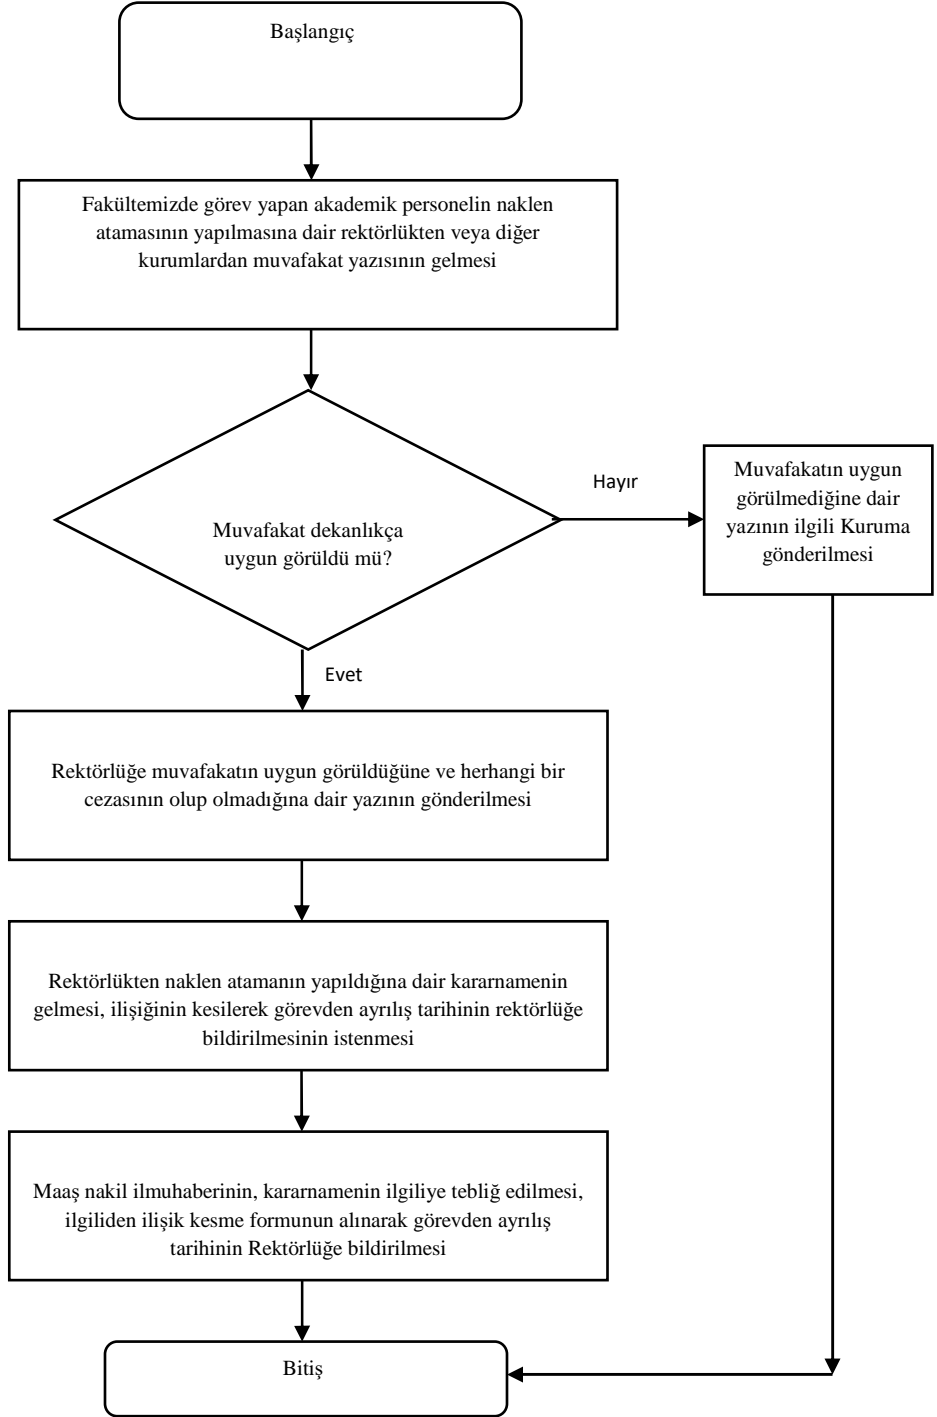 Başlangıç
Fakültemizde görev yapan akademik personelin naklen
atamasının yapılmasına dair rektörlükten veya diğer
kurumlardan muvafakat yazısının gelmesi
Muvafakat dekanlıkça
uygun görüldü mü?
Hayır
Muvafakatın uygun
görülmediğine dair
yazının ilgili Kuruma
gönderilmesi
Evet
Rektörlüğe muvafakatın uygun görüldüğüne ve herhangi bir
cezasının olup olmadığına dair yazının gönderilmesi
Rektörlükten naklen atamanın yapıldığına dair kararnamenin
gelmesi, ilişiğinin kesilerek görevden ayrılış tarihinin rektörlüğe
bildirilmesinin istenmesi
Maaş nakil ilmuhaberinin, kararnamenin ilgiliye tebliğ edilmesi,
ilgiliden ilişik kesme formunun alınarak görevden ayrılış
tarihinin Rektörlüğe bildirilmesi
Bitiş